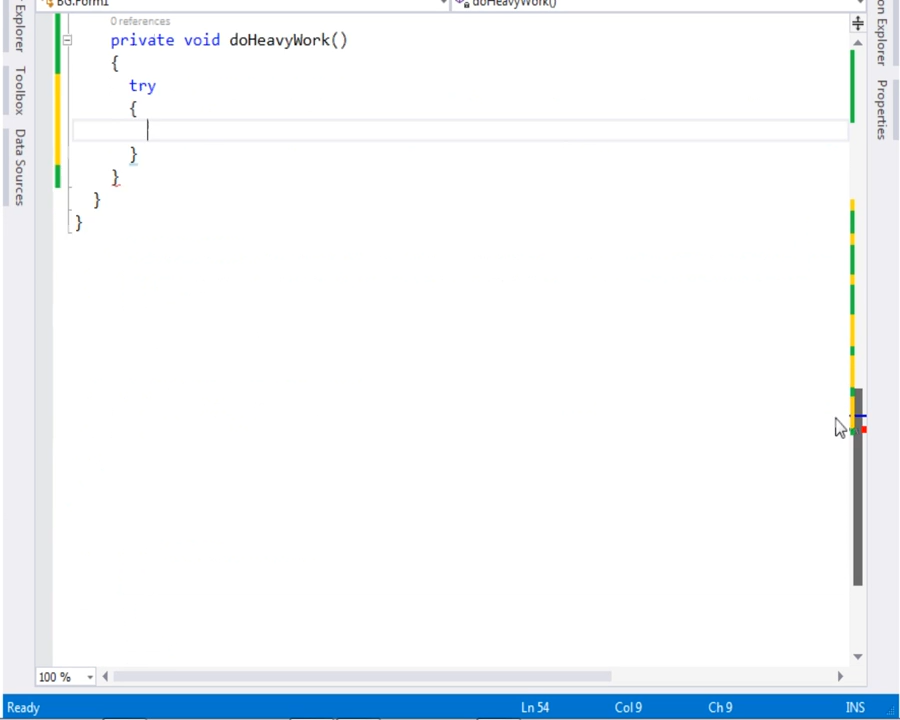 BG.Form1
doHeavyWork()
Explorer
Toolbox
Data Sources
0 references
private void doHeavyWork()
{
try
{
}
}
}
}
Explorer
Properties
100 %
Ready
Ln 54
Col 9
Ch 9
INS